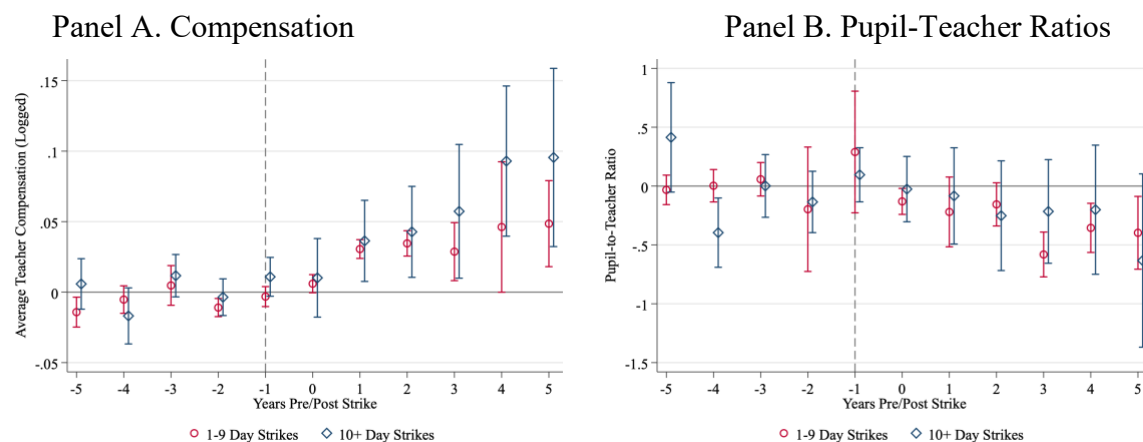 Panel A. Compensation
Panel B. Pupil-Teacher Ratios
Average Teacher Compensation (Logged)
.15
.1
.05
0
-.05
-5 -4 -3 -2 -1 0 1 2 3 4 5
Years Pre/Post Strike
1-9 Day Strikes 10+ Day Strikes
Pupil-to-Teacher Ratio
1
.5
0
-.5
-1
-1.5
-5 -4 -3 -2 -1 0 1 2 3 4 5
Years Pre/Post Strike
1-9 Day Strikes 10+ Day Strikes